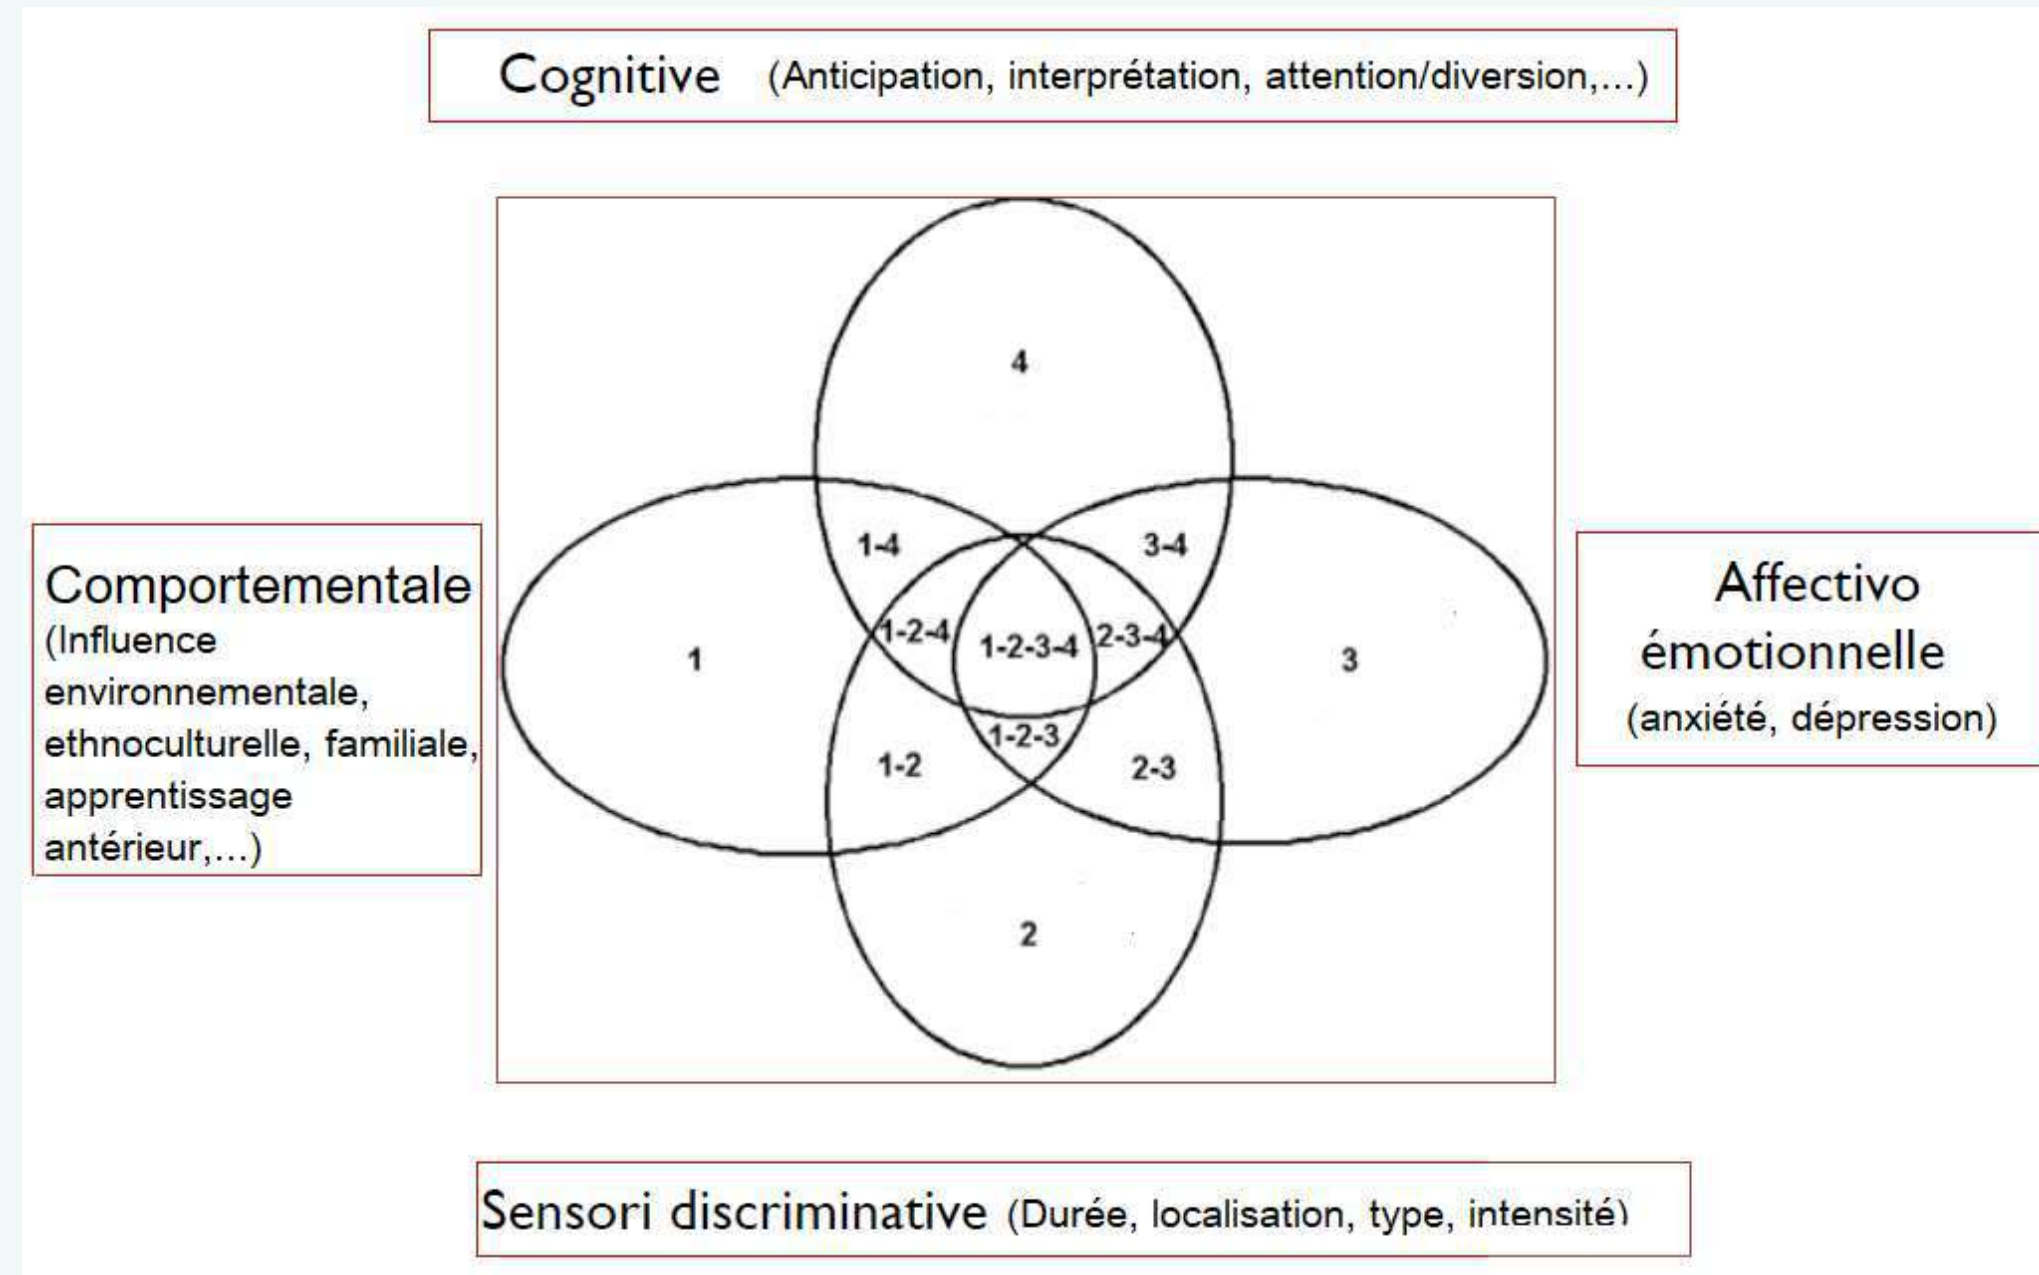 Cognitive (Anticipation, interprétation, attention/diversion,...)
4
1-4
3-4
Comportementale
(Influence
environnementale,
ethnoculturelle, familiale,
apprentissage
antérieur,...)
1
1-2-4
1-2-3-4
2-3-4
3
Affectivo
émotionnelle
(anxiété, dépression)
1-2-3
1-2
2-3
2
Sensori discriminative (Durée, localisation, type, intensité)